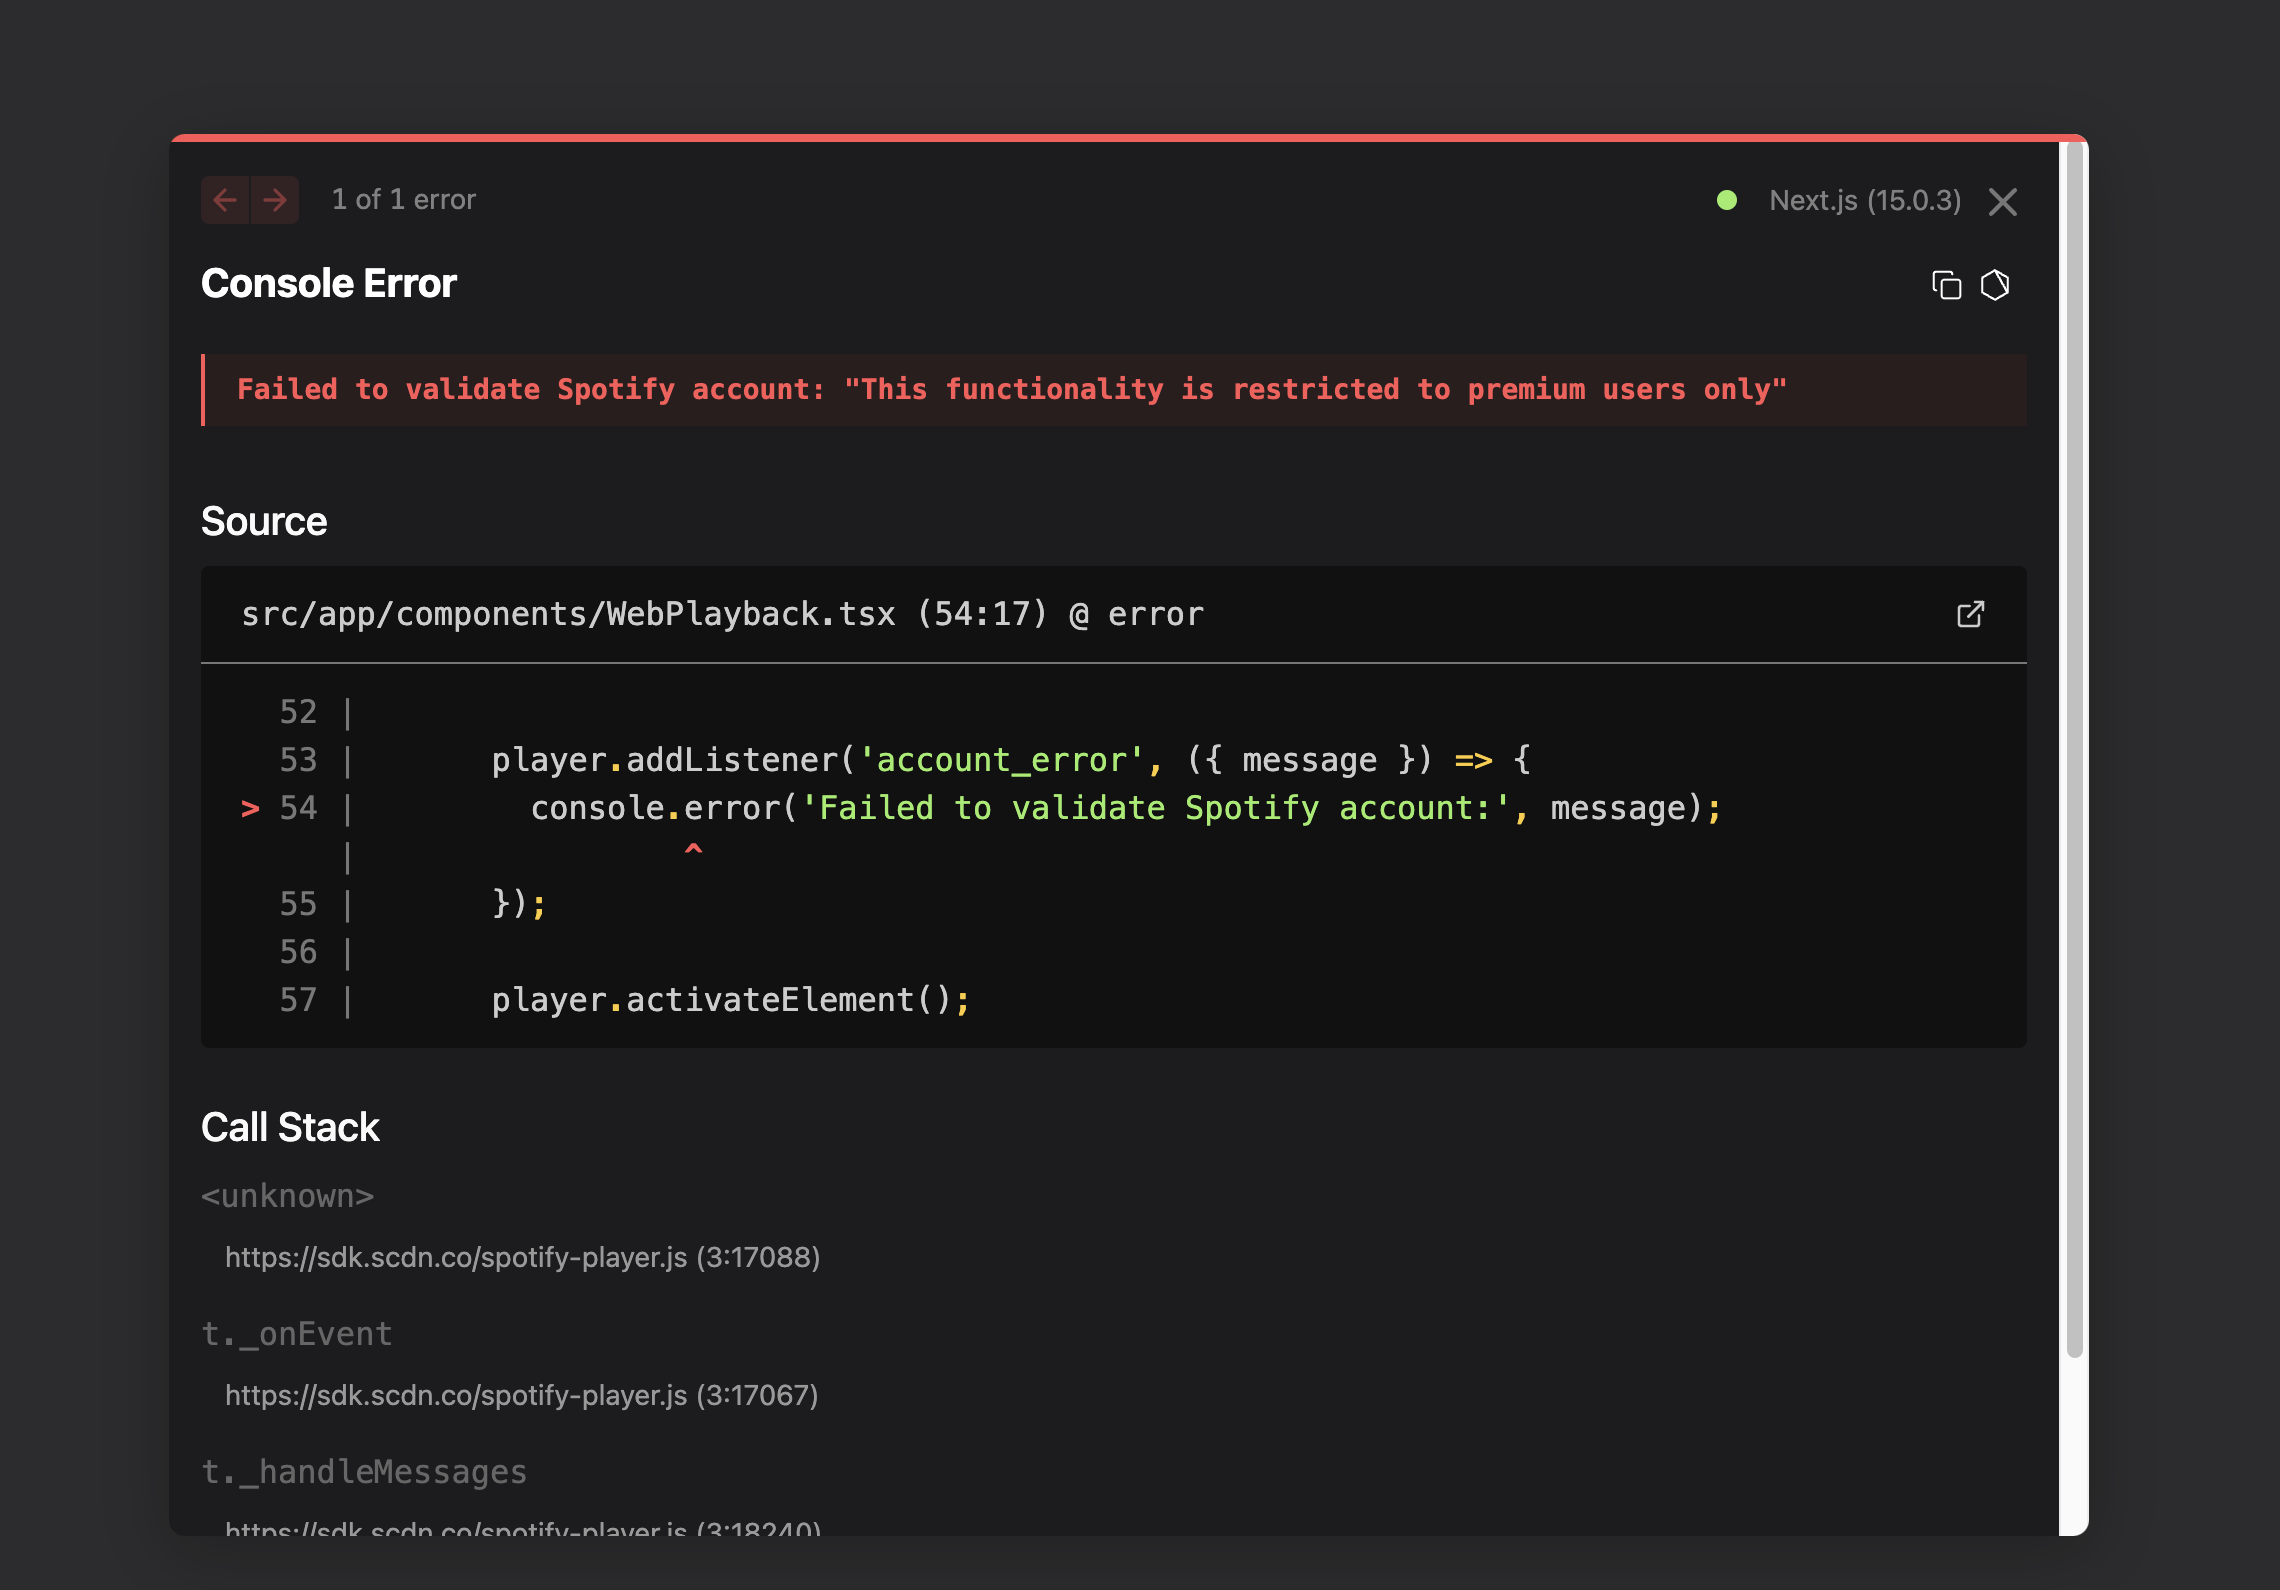 1 of 1 error
Next.js (15.0.3)
Console Error
Failed to validate Spotify account: "This functionality is restricted to premium users only"
Source
src/app/components/WebPlayback.tsx (54:17) @ error
52 |
53 | player.addListener('account_error', ({ message }) => {
> 54 | console.error('Failed to validate Spotify account:', message);
| ^
55 | });
56 |
57 | player.activateElement();
Call Stack
<unknown>
https://sdk.scdn.co/spotify-player.js (3:17088)
t._onEvent
https://sdk.scdn.co/spotify-player.js (3:17067)
t._handleMessages
https://sdk.scdn.co/spotify-player.js (3:18240)